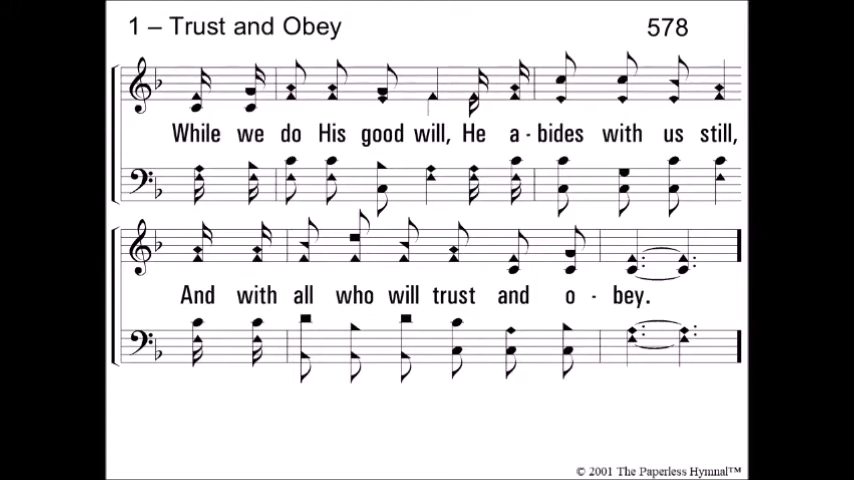 1 – Trust and Obey 578
While we do His good will, He a - bides with us still,
And with all who will trust and o - bey.
© 2001 The Paperless Hymnal™